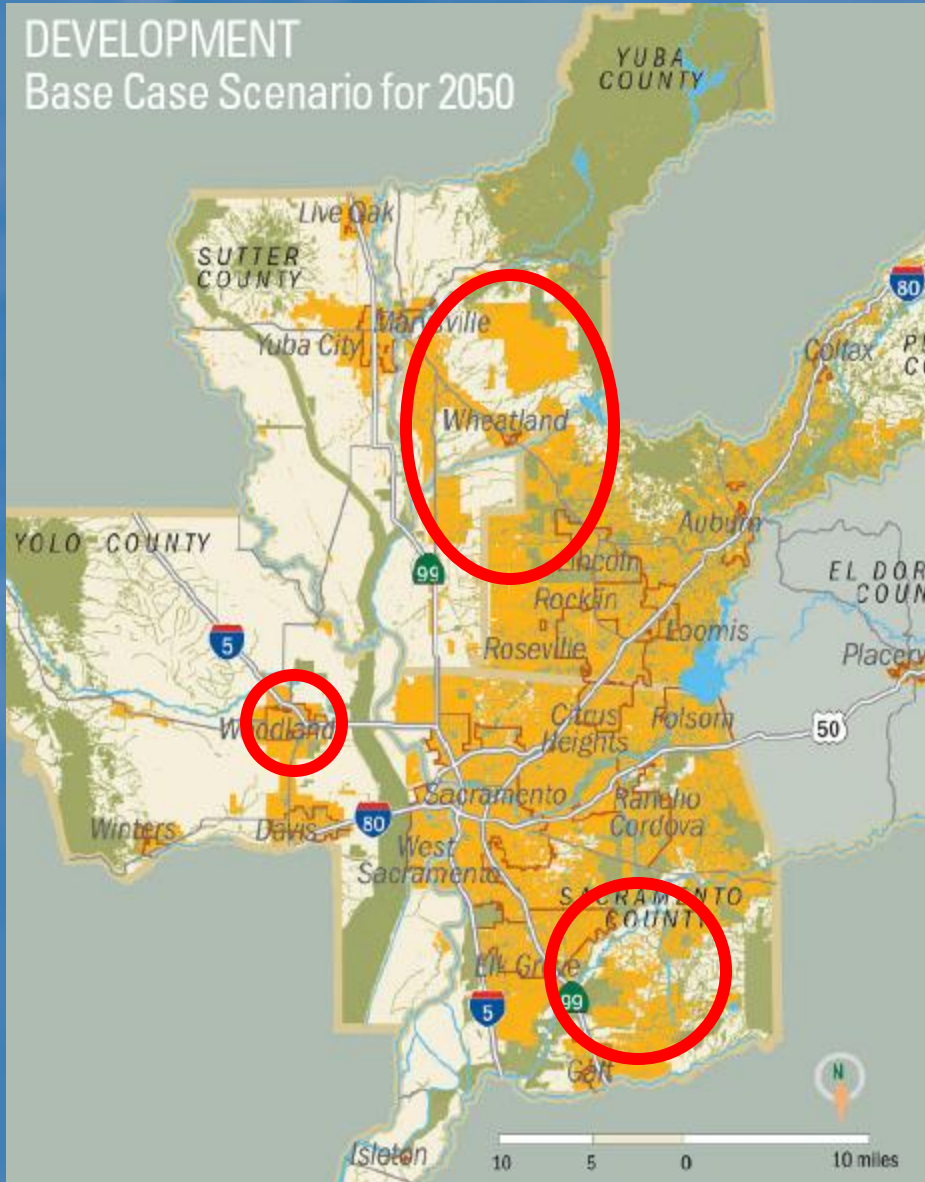 DEVELOPMENT
Base Case Scenario for 2050
YUBA
COUNTY
Live Oak
SUTTER
COUNTY
80
Marysville
Yuba City
Colfax
Wheatland
Auburn
YOLO COUNTY
99
Lincoln
EL DOR
COUN
Rocklin
5
Loomis
Roseville
Placerv
Woodland
Citrus
Heights
Folsom
50
Sacramento
Rancho
Cordova
Winters
Davis
80
West
Sacramento
SACRAMENTO
COUNTY
Elk Grove
99
5
Galt
N
Isleton
10 5 0 10 miles